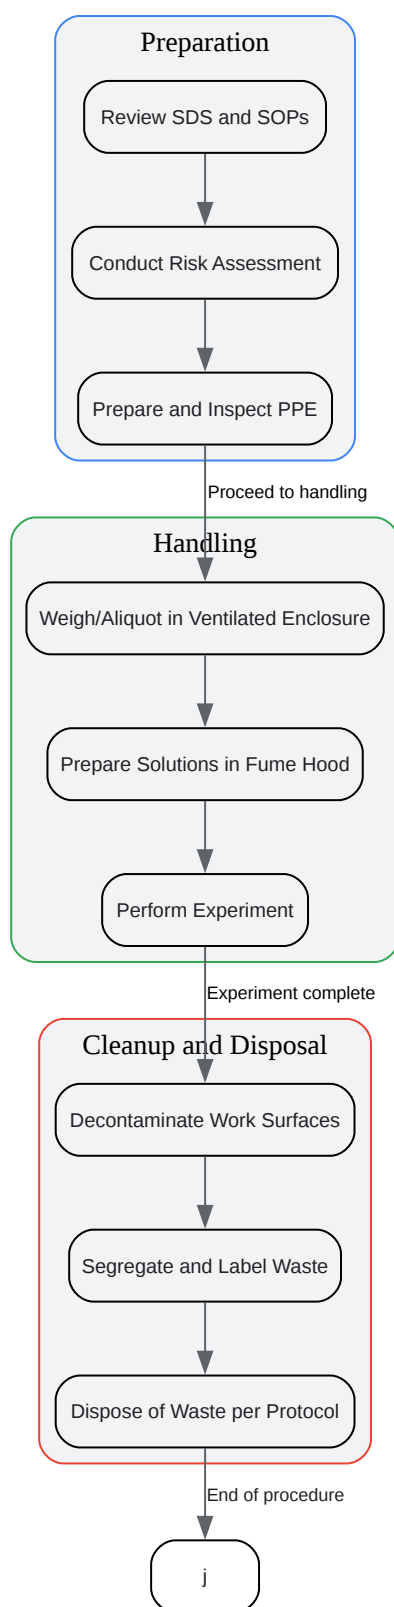 Preparation
Review SDS and SOPs
Conduct Risk Assessment
Prepare and Inspect PPE
Proceed to handling
Handling
Weigh/Aliquot in Ventilated Enclosure
Prepare Solutions in Fume Hood
Perform Experiment
Experiment complete
Cleanup and Disposal
Decontaminate Work Surfaces
Segregate and Label Waste
Dispose of Waste per Protocol
End of procedure
j